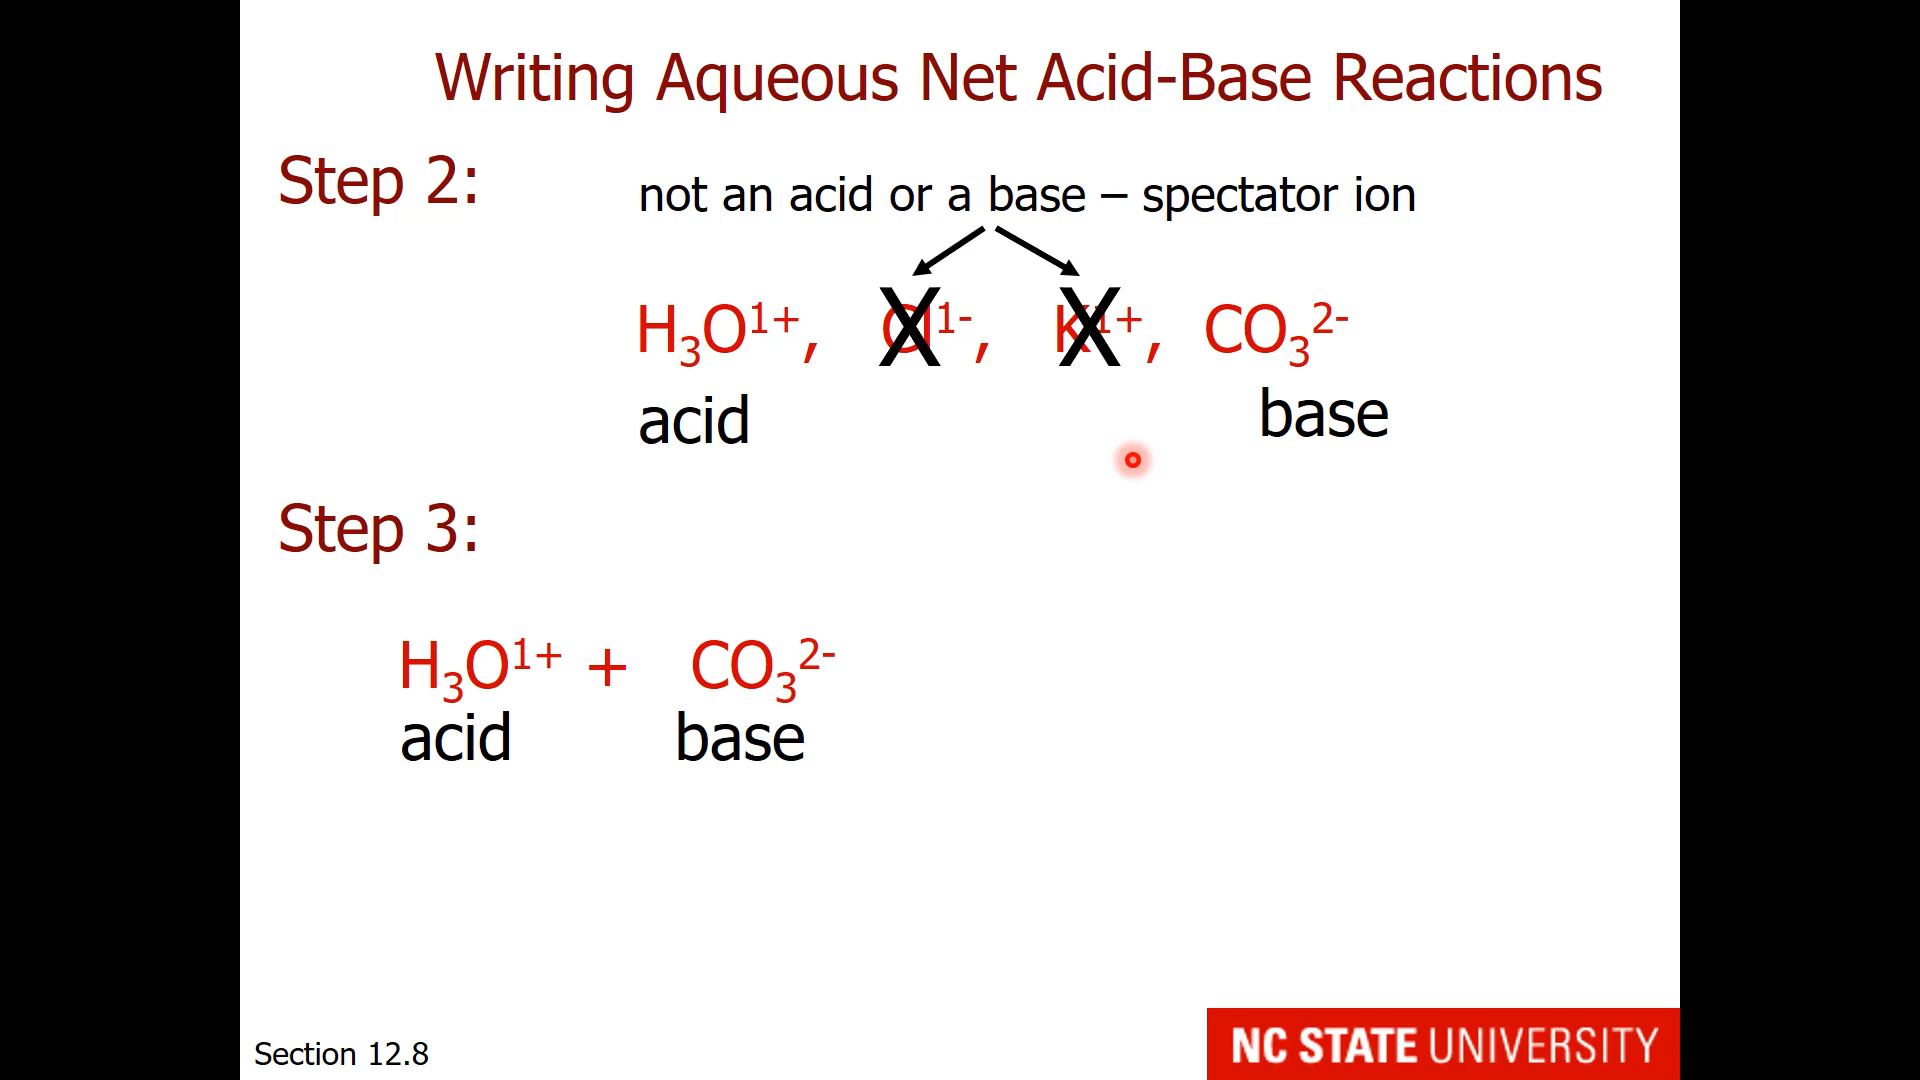 Writing Aqueous Net Acid-Base Reactions
Step 2:
not an acid or a base – spectator ion
H₃O¹⁺, Cl¹⁻, K¹⁺, CO₃²⁻
X X
acid base
Step 3:
H₃O¹⁺ + CO₃²⁻
acid base
Section 12.8
NC STATE UNIVERSITY